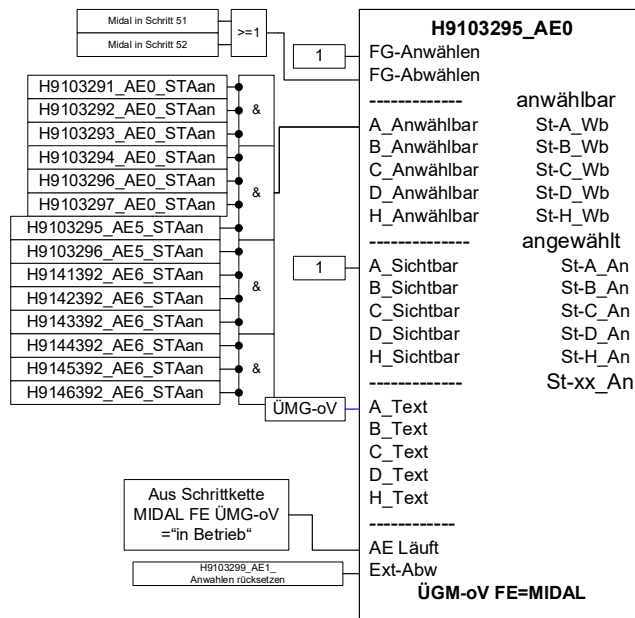 Midal in Schritt 51
Midal in Schritt 52
>=1
H9103291_AE0_STAan
H9103292_AE0_STAan
H9103293_AE0_STAan
H9103294_AE0_STAan
H9103296_AE0_STAan
H9103297_AE0_STAan
H9103295_AE5_STAan
H9103296_AE5_STAan
H9141392_AE6_STAan
H9142392_AE6_STAan
H9143392_AE6_STAan
H9144392_AE6_STAan
H9145392_AE6_STAan
H9146392_AE6_STAan
&
&
&
&
ÜMG-oV
Aus Schrittkette
MIDAL FE ÜMG-oV
="in Betrieb“
H9103299_AE1_
Anwahlen rücksetzen
1
1
H9103295_AE0
FG-Anwählen
FG-Abwählen
------------- anwählbar
A_Anwählbar St-A_Wb
B_Anwählbar St-B_Wb
C_Anwählbar St-C_Wb
D_Anwählbar St-D_Wb
H_Anwählbar St-H_Wb
-------------- angewählt
A_Sichtbar St-A_An
B_Sichtbar St-B_An
C_Sichtbar St-C_An
D_Sichtbar St-D_An
H_Sichtbar St-H_An
------------- St-xx_An
A_Text
B_Text
C_Text
D_Text
H_Text
------------
AE Läuft
Ext-Abw
ÜGM-oV FE=MIDAL